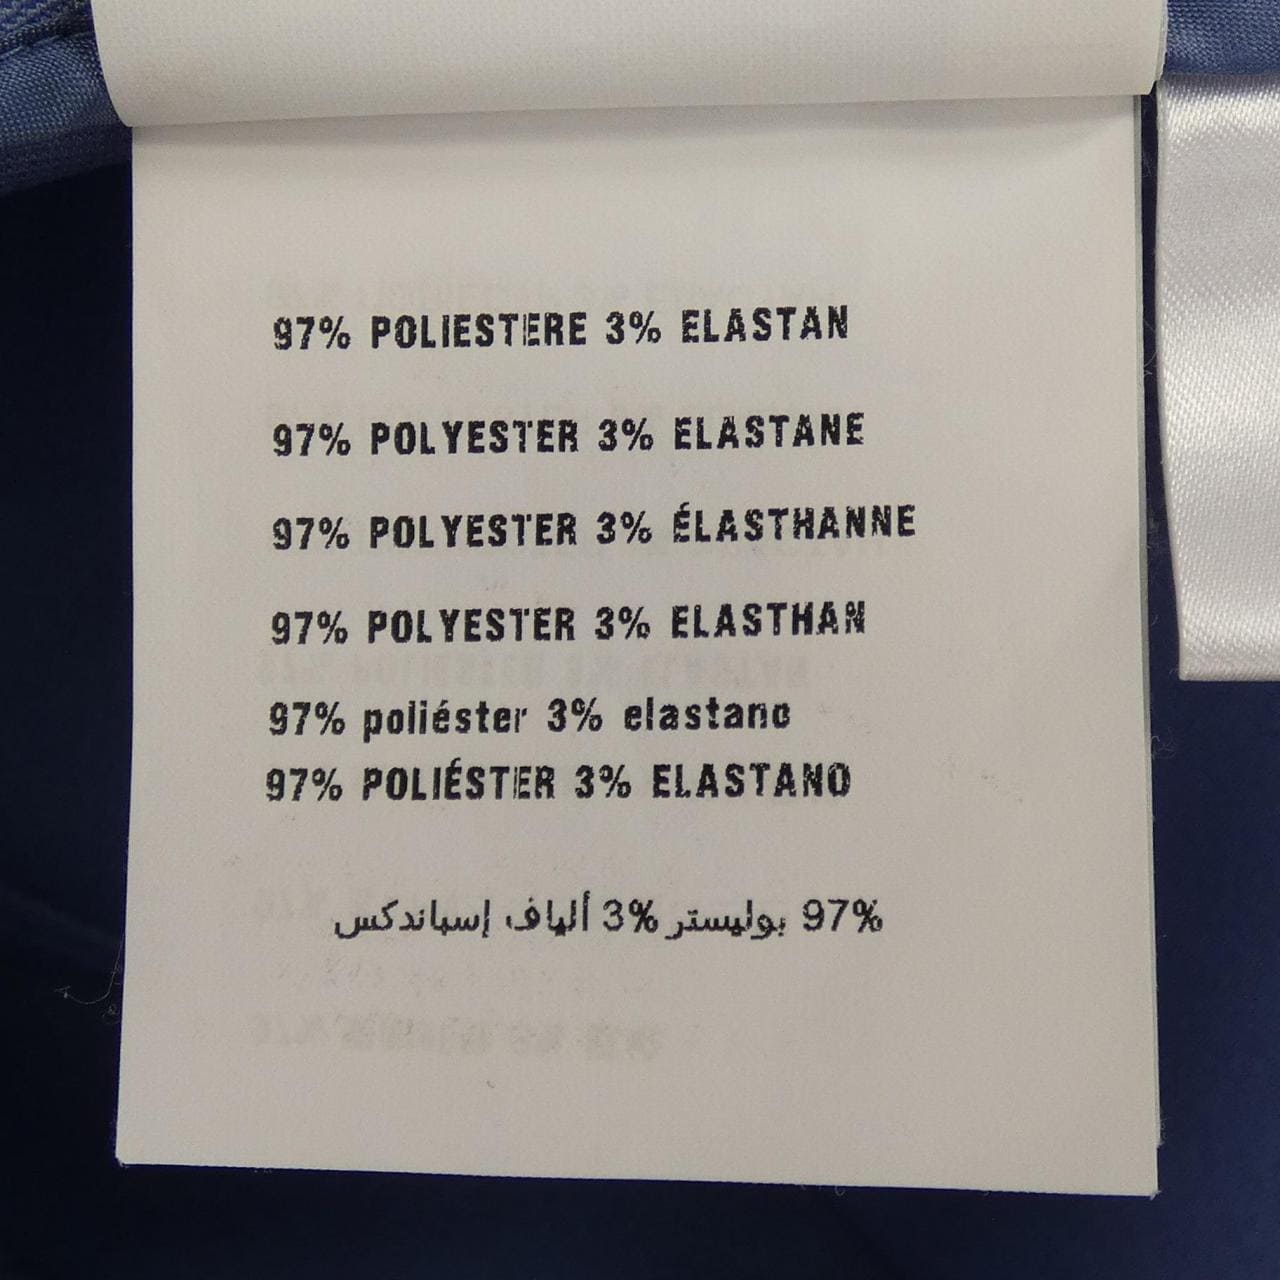 97% POLIESTERE 3% ELASTAN
97% POLYESTER 3% ELASTANE
97% POLYESTER 3% ÉLASTHANNE
97% POLYESTER 3% ELASTHAN
97% poliéster 3% elastano
97% POLIÉSTER 3% ELASTANO
97% بوليستر 3% ألياف إسباندكس